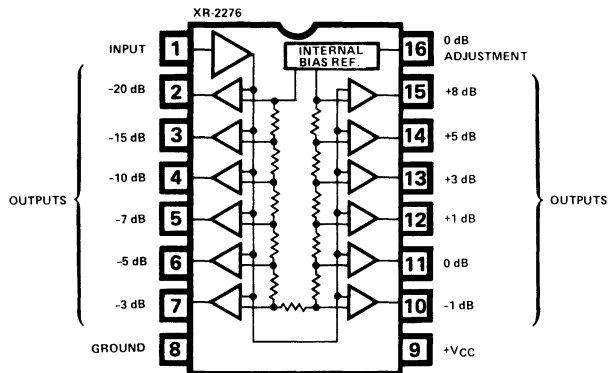 XR-2276
INPUT 1 INTERNAL BIAS REF. 16 0 dB ADJUSTMENT
-20 dB 2 15 +8 dB
-15 dB 3 14 +5 dB
-10 dB 4 13 +3 dB
OUTPUTS OUTPUTS
-7 dB 5 12 +1 dB
-5 dB 6 11 0 dB
-3 dB 7 10 -1 dB
GROUND 8 9 +VCC